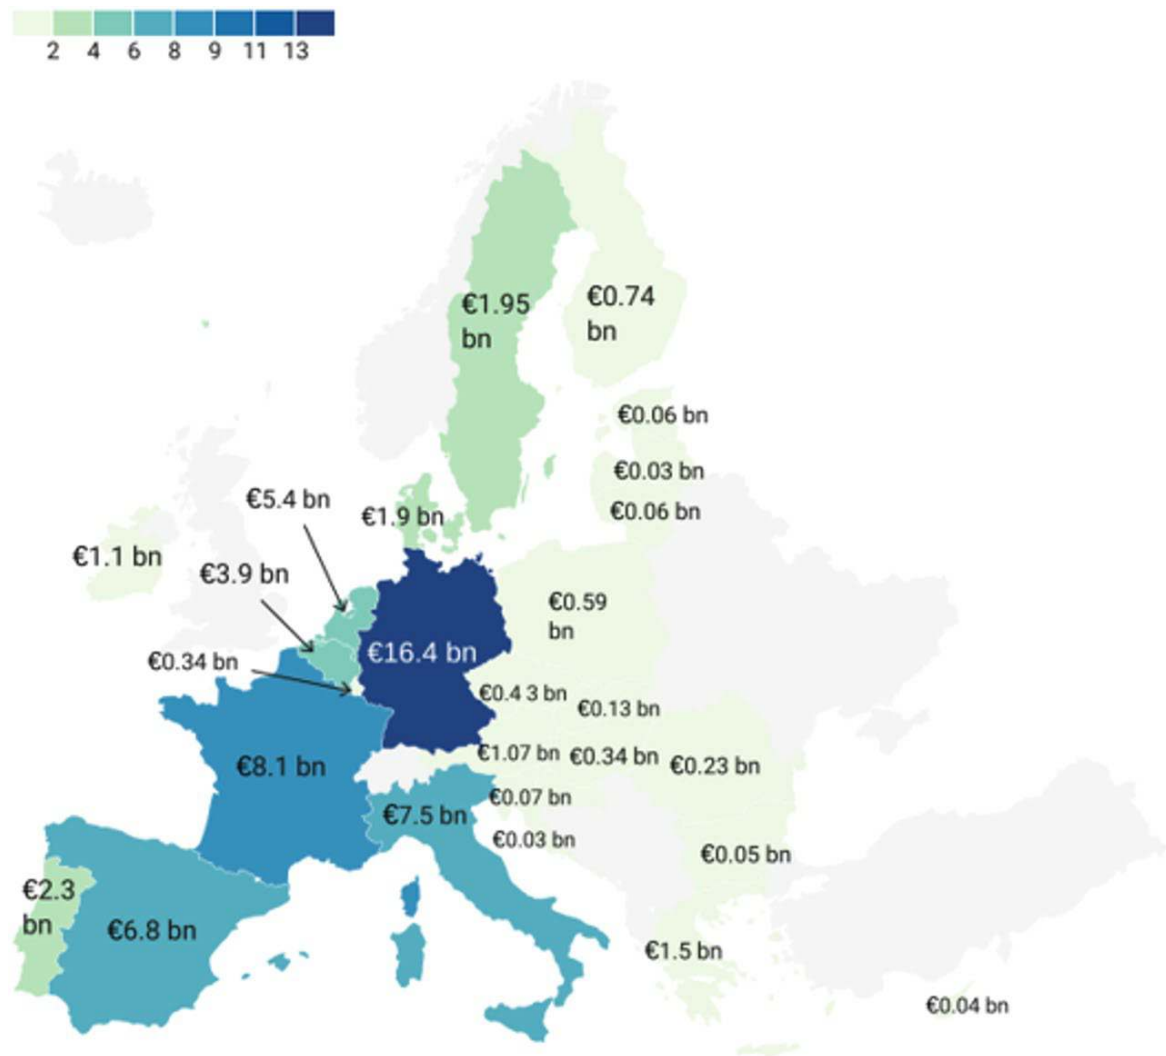 2 4 6 8 9 11 13
€1.95
bn
€0.74
bn
€0.06 bn
€0.03 bn
€5.4 bn
€0.06 bn
€1.9 bn
€1.1 bn
€3.9 bn
€0.59
bn
€16.4 bn
€0.34 bn
€0.4 3 bn
€0.13 bn
€1.07 bn
€0.34 bn
€0.23 bn
€8.1 bn
€0.07 bn
€7.5 bn
€0.03 bn
€0.05 bn
€2.3
bn
€6.8 bn
€1.5 bn
€0.04 bn